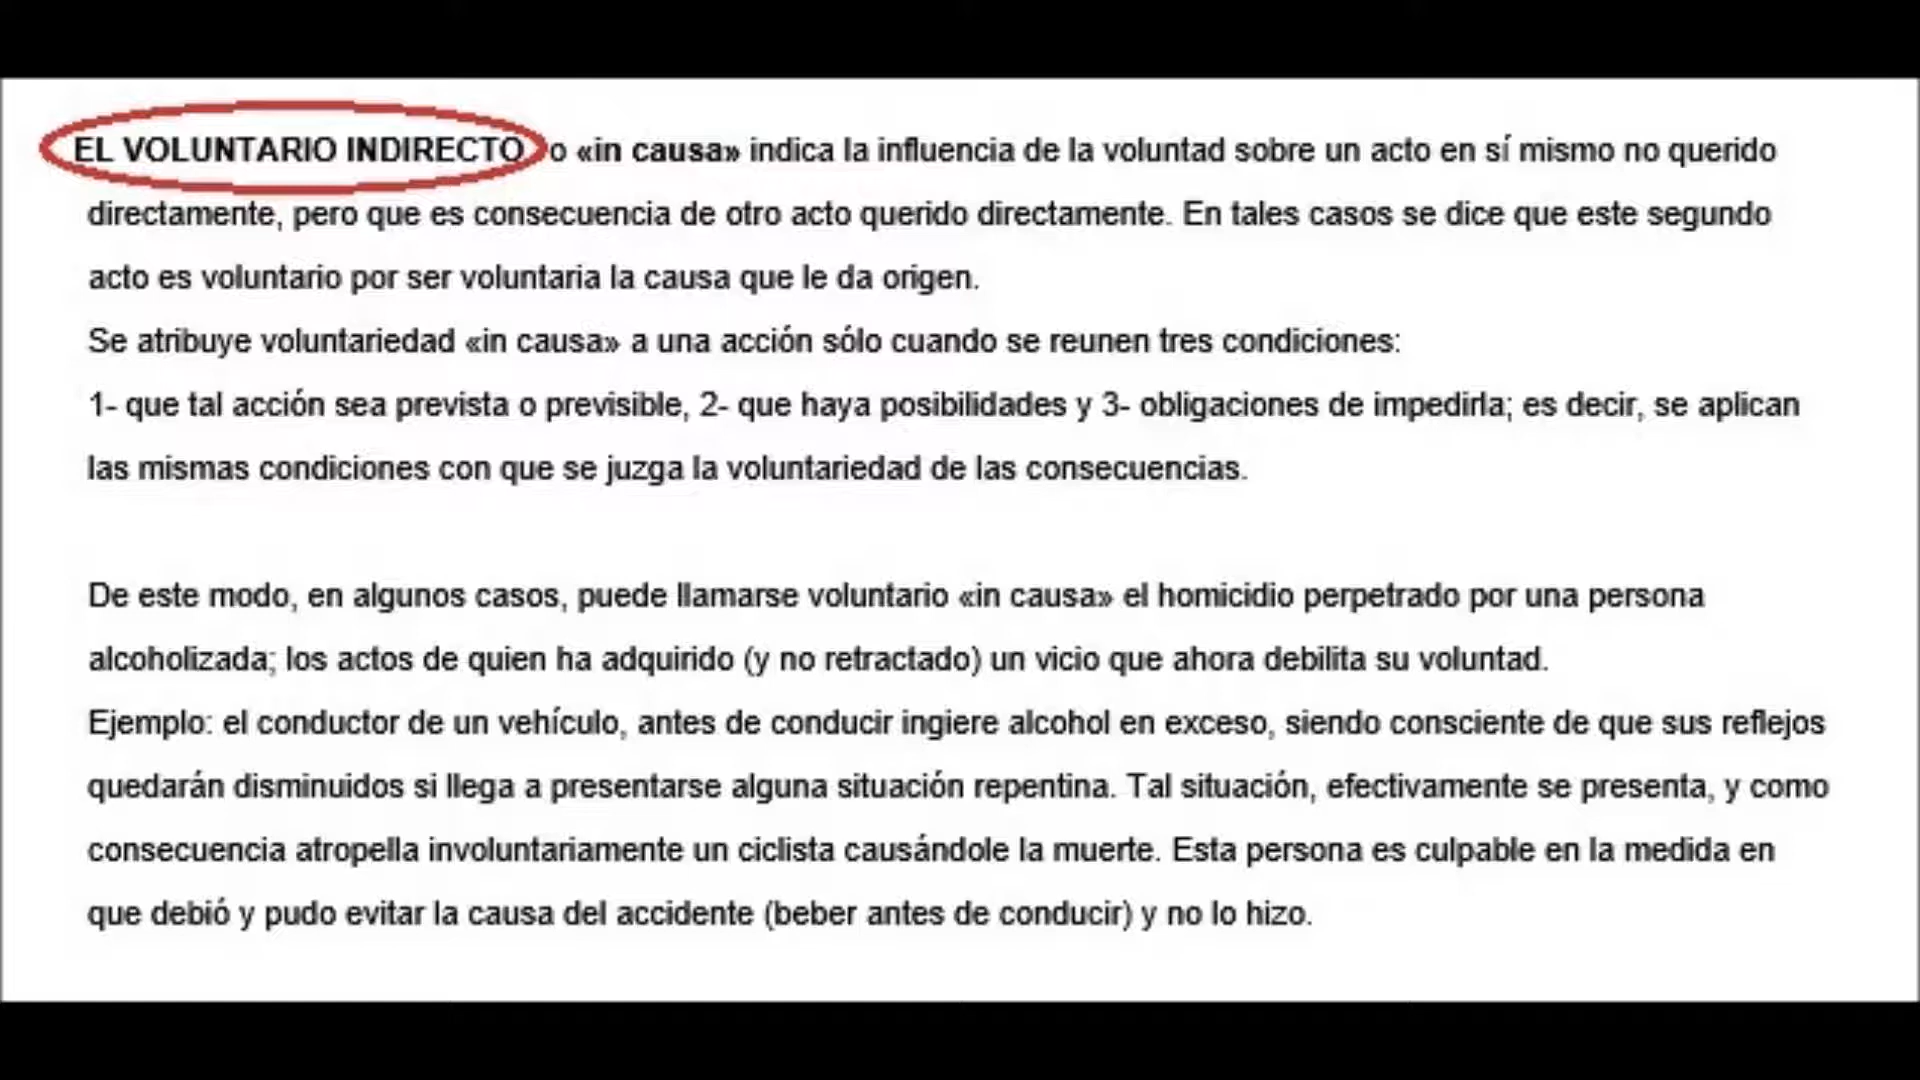 EL VOLUNTARIO INDIRECTO o «in causa» indica la influencia de la voluntad sobre un acto en sí mismo no querido
directamente, pero que es consecuencia de otro acto querido directamente. En tales casos se dice que este segundo
acto es voluntario por ser voluntaria la causa que le da origen.
Se atribuye voluntariedad «in causa» a una acción sólo cuando se reunen tres condiciones:
1- que tal acción sea prevista o previsible, 2- que haya posibilidades y 3- obligaciones de impedirla; es decir, se aplican
las mismas condiciones con que se juzga la voluntariedad de las consecuencias.
De este modo, en algunos casos, puede llamarse voluntario «in causa» el homicidio perpetrado por una persona
alcoholizada; los actos de quien ha adquirido (y no retractado) un vicio que ahora debilita su voluntad.
Ejemplo: el conductor de un vehículo, antes de conducir ingiere alcohol en exceso, siendo consciente de que sus reflejos
quedarán disminuidos si llega a presentarse alguna situación repentina. Tal situación, efectivamente se presenta, y como
consecuencia atropella involuntariamente un ciclista causándole la muerte. Esta persona es culpable en la medida en
que debió y pudo evitar la causa del accidente (beber antes de conducir) y no lo hizo.